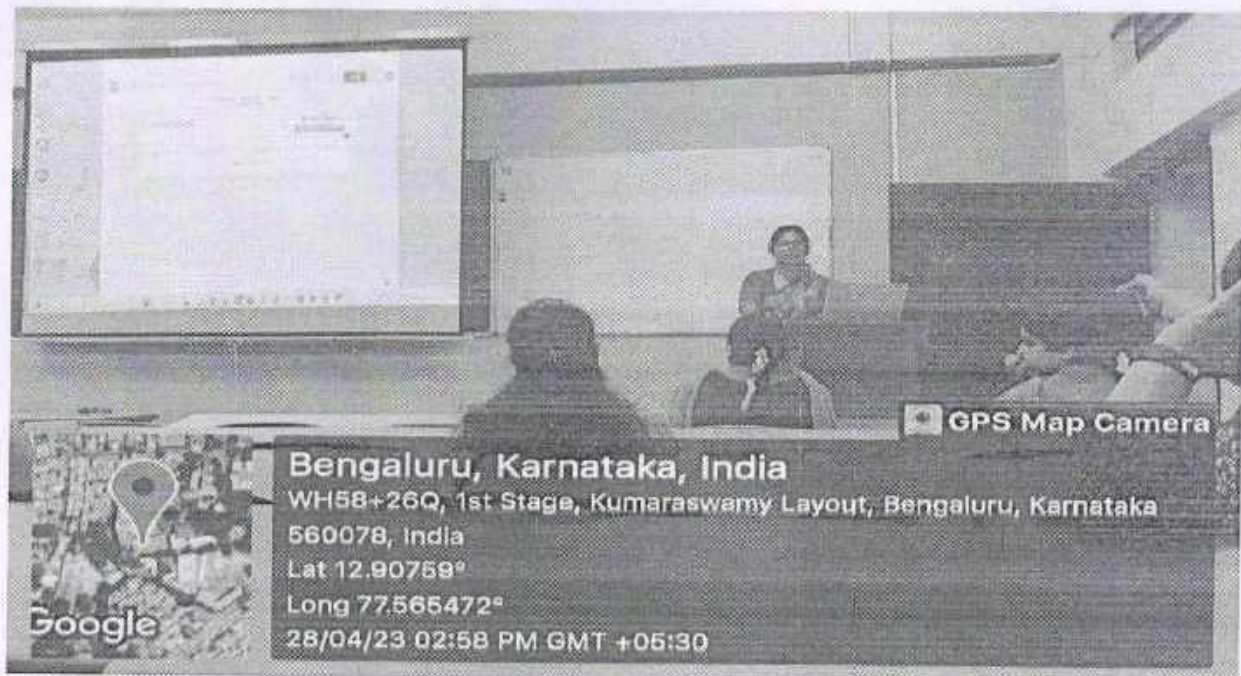 GPS Map Camera
Bengaluru, Karnataka, India
WH58+26Q, 1st Stage, Kumaraswamy Layout, Bengaluru, Karnataka
560078, India
Lat 12.90759°
Long 77.565472°
28/04/23 02:58 PM GMT +05:30
Google